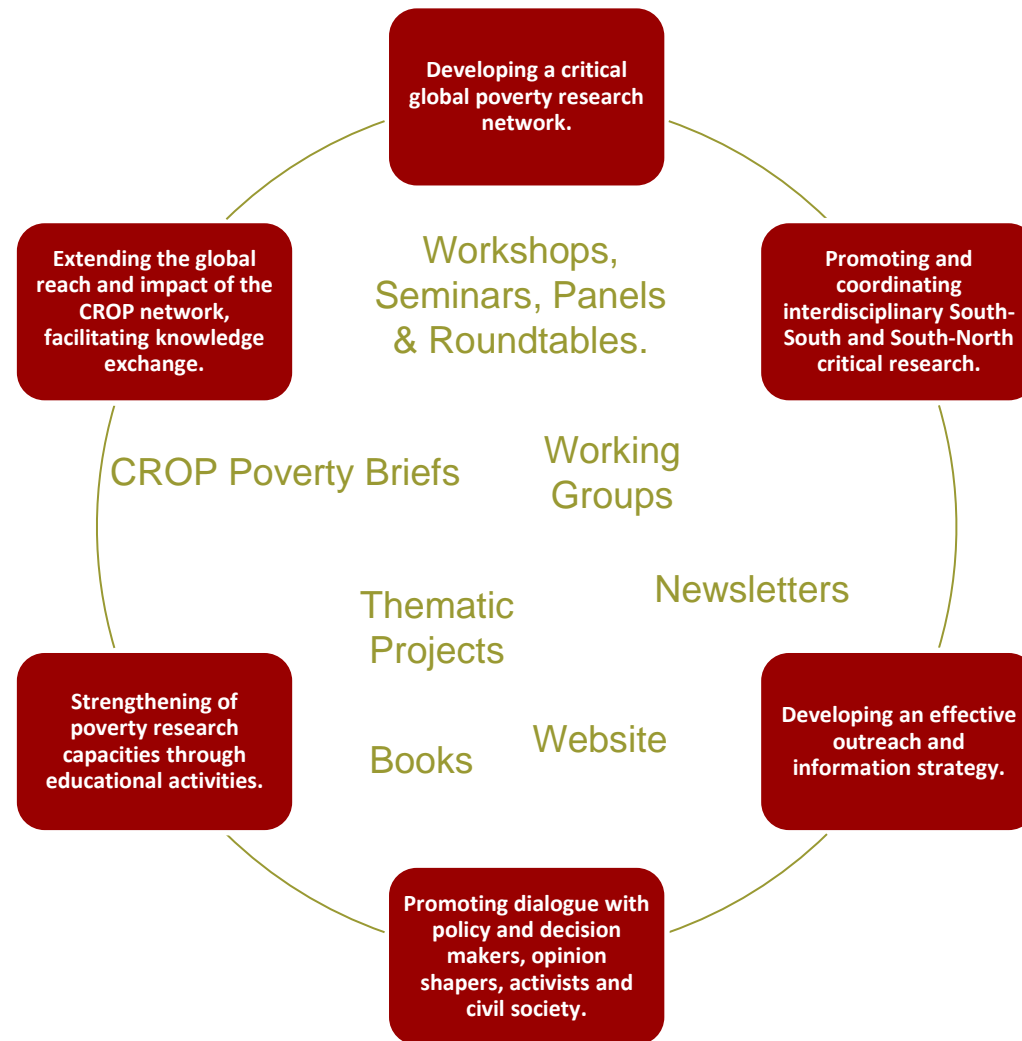 Developing a critical
global poverty research
network.
Extending the global
reach and impact of the
CROP network,
facilitating knowledge
exchange.
Workshops,
Seminars, Panels
& Roundtables.
Promoting and
coordinating
interdisciplinary South-
South and South-North
critical research.
CROP Poverty Briefs
Working
Groups
Thematic
Projects
Newsletters
Strengthening of
poverty research
capacities through
educational activities.
Books
Website
Developing an effective
outreach and
information strategy.
Promoting dialogue with
policy and decision
makers, opinion
shapers, activists and
civil society.